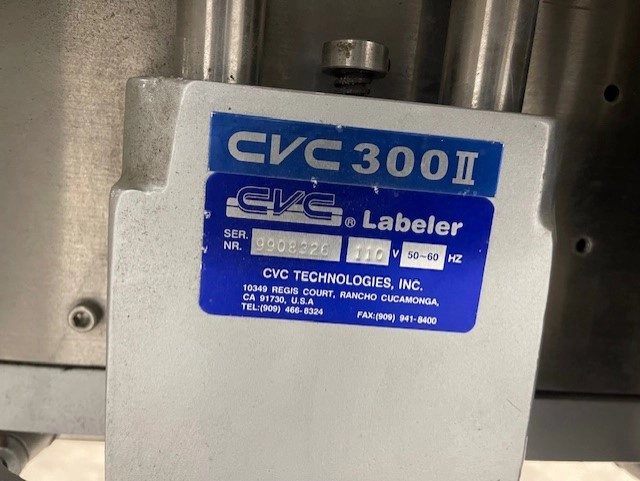 CVC 300II
CVC ® Labeler
SER. NR. 9908326 110 V 50~60 HZ
CVC TECHNOLOGIES, INC.
10349 REGIS COURT, RANCHO CUCAMONGA,
CA 91730, U.S.A
TEL:(909) 466-8324 FAX:(909) 941-8400